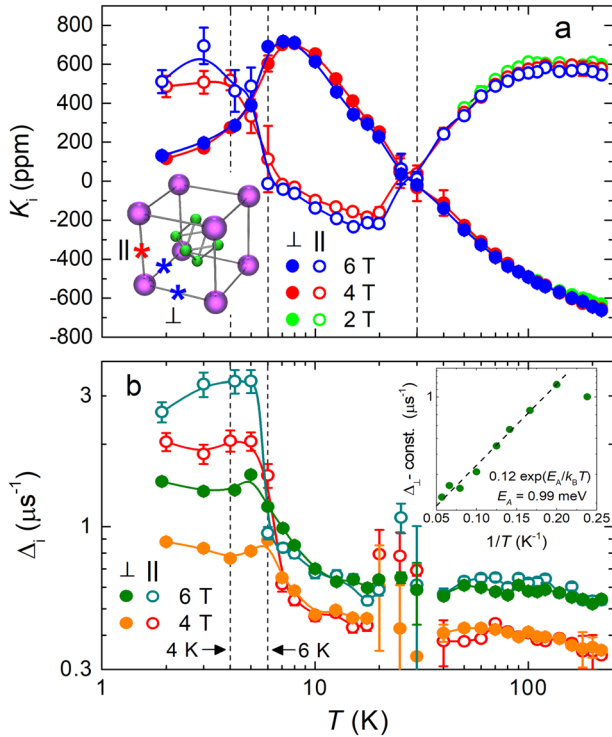 a
800
600
400
200
0
-200
-400
-600
-800
K_i (ppm)
||
⊥
⊥ ||
6 T
4 T
2 T
b
3
1
0.3
Δ_i (μs⁻¹)
⊥ ||
6 T
4 T
4 K
6 K
Δ_⊥ const. (μs⁻¹)
1
0.12 exp(E_A/k_BT)
E_A = 0.99 meV
0.05 0.10 0.15 0.20 0.25
1/T (K⁻¹)
1 10 100
T (K)